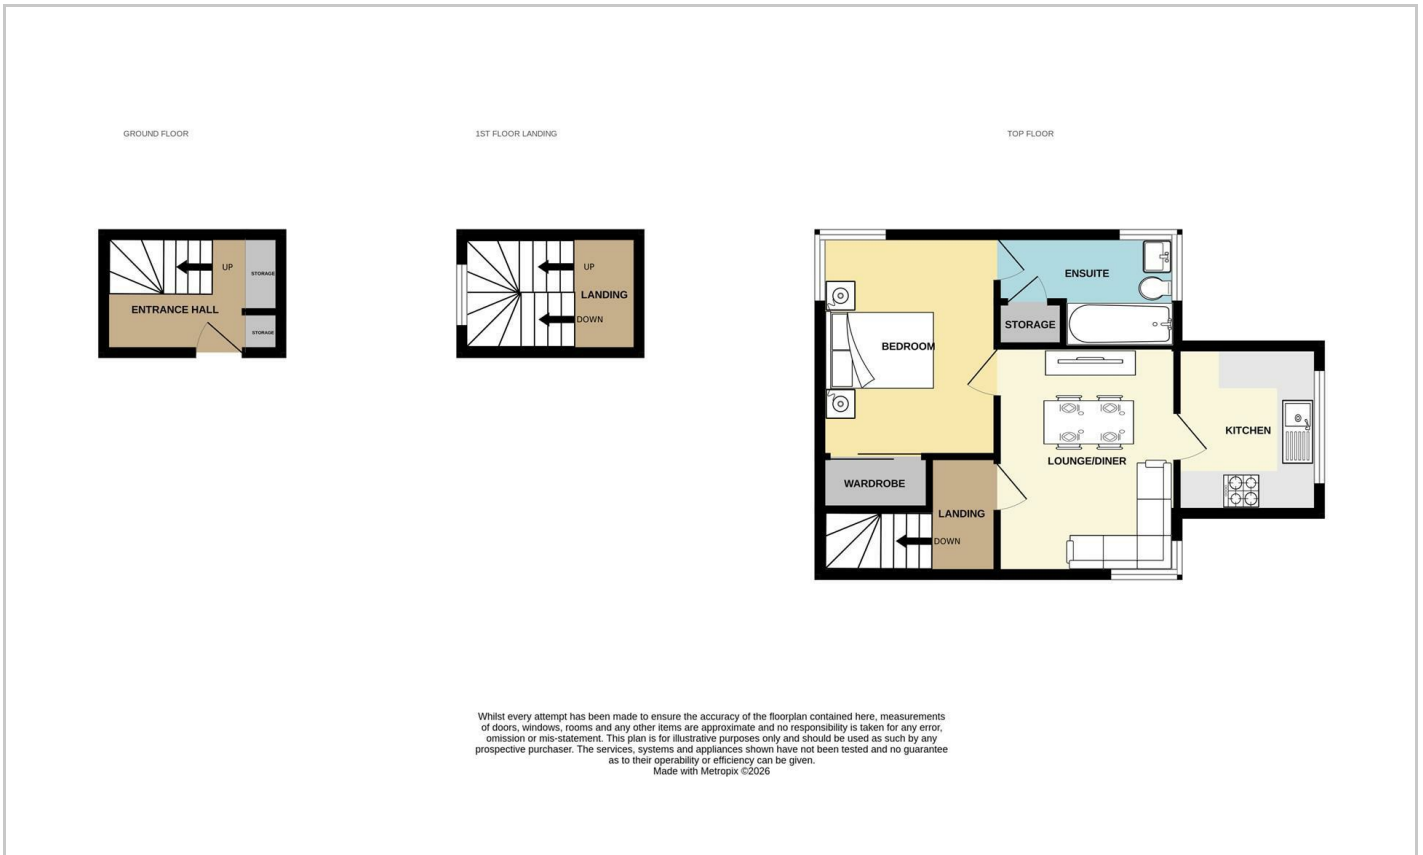 GROUND FLOOR
1ST FLOOR LANDING
TOP FLOOR
UP
STORAGE
ENTRANCE HALL
STORAGE
UP
LANDING
DOWN
ENSUITE
STORAGE
BEDROOM
KITCHEN
LOUNGE/DINER
WARDROBE
LANDING
DOWN
Whilst every attempt has been made to ensure the accuracy of the floorplan contained here, measurements
of doors, windows, rooms and any other items are approximate and no responsibility is taken for any error,
omission or mis-statement. This plan is for illustrative purposes only and should be used as such by any
prospective purchaser. The services, systems and appliances shown have not been tested and no guarantee
as to their operability or efficiency can be given.
Made with Metropix ©2026